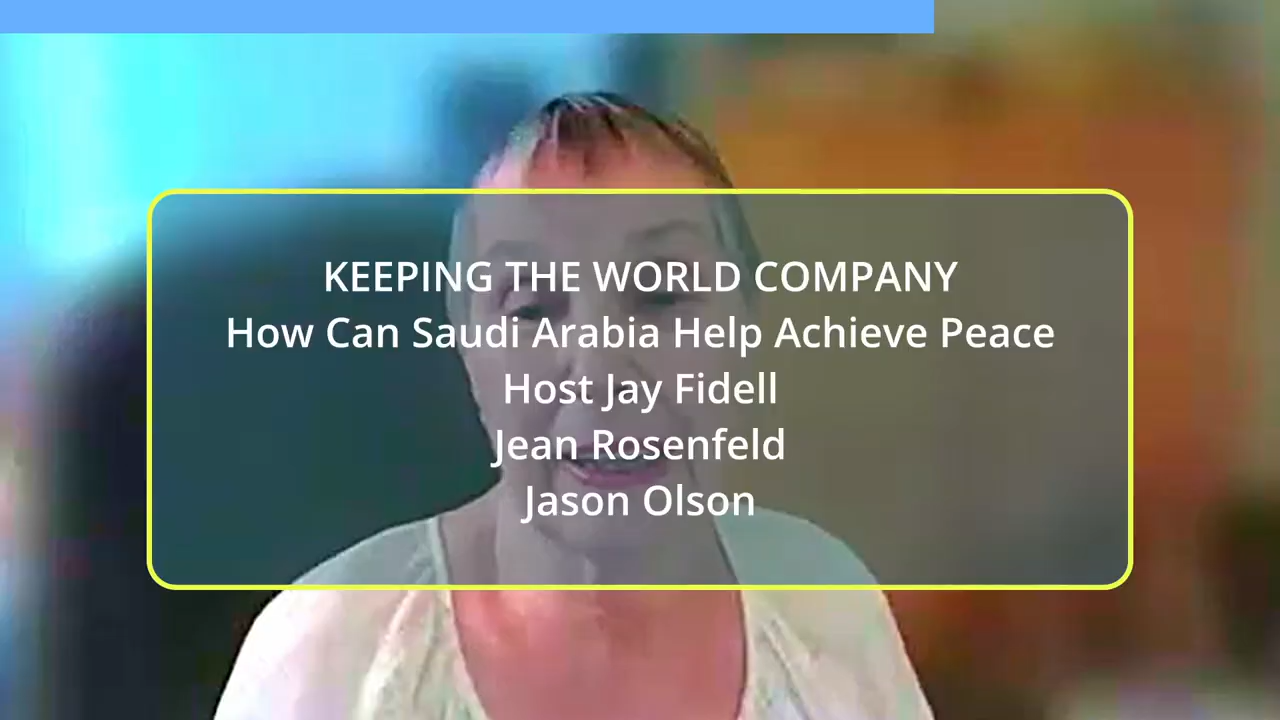 KEEPING THE WORLD COMPANY
How Can Saudi Arabia Help Achieve Peace
Host Jay Fidell
Jean Rosenfeld
Jason Olson